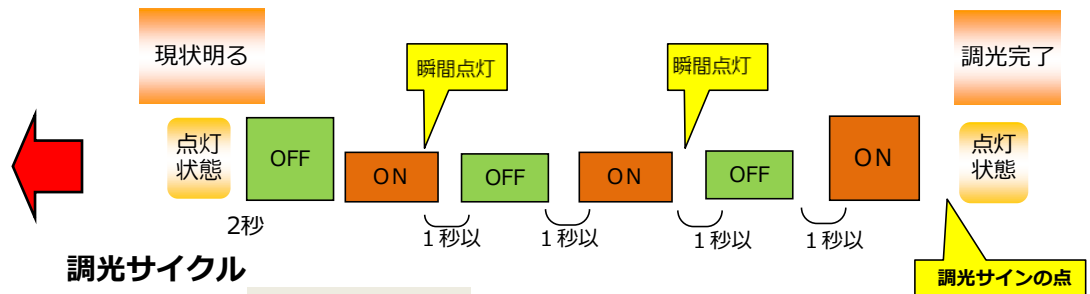 現状明る
調光完了
瞬間点灯
瞬間点灯
点灯
状態
OFF
ON
OFF
ON
OFF
ON
点灯
状態
2秒
1秒以
1秒以
1秒以
1秒以
調光サイクル
調光サインの点